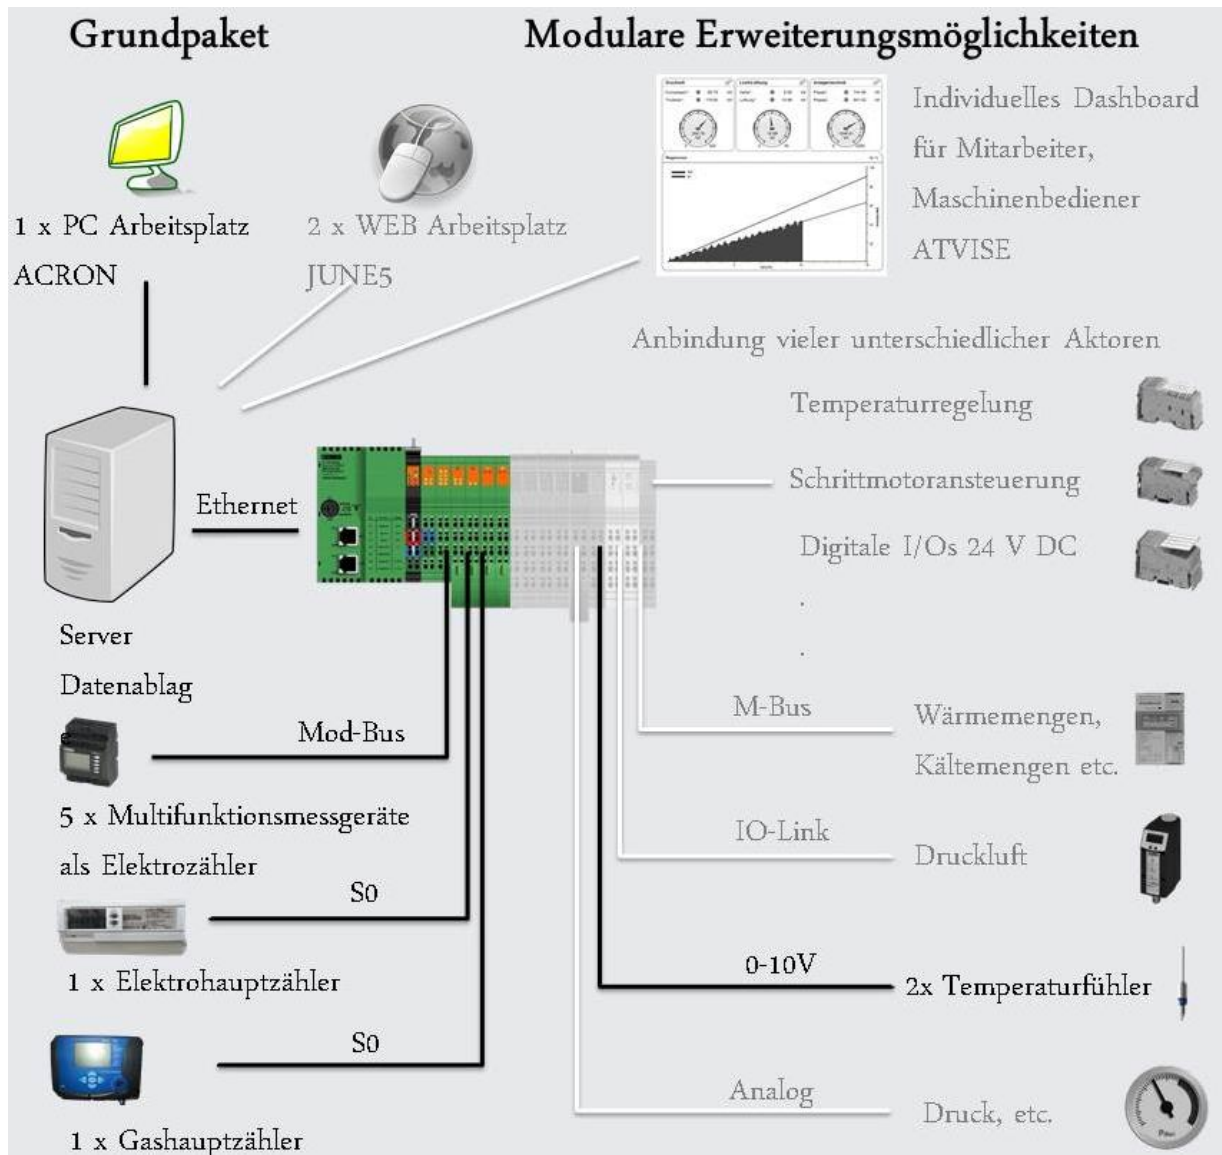 Grundpaket
Modulare Erweiterungsmöglichkeiten
1 x PC Arbeitsplatz
ACRON
2 x WEB Arbeitsplatz
JUNE5
Individuelles Dashboard
für Mitarbeiter,
Maschinenbediener
ATVISE
Anbindung vieler unterschiedlicher Aktoren
Temperaturregelung
Schrittmotoransteuerung
Digitale I/Os 24 V DC
.
.
Ethernet
Server
Datenablag
e
Mod-Bus
5 x Multifunktionsmessgeräte
als Elektrozähler
S0
1 x Elektrohauptzähler
S0
1 x Gashauptzähler
M-Bus
Wärmemengen,
Kältemengen etc.
IO-Link
Druckluft
0-10V
2x Temperaturfühler
Analog
Druck, etc.